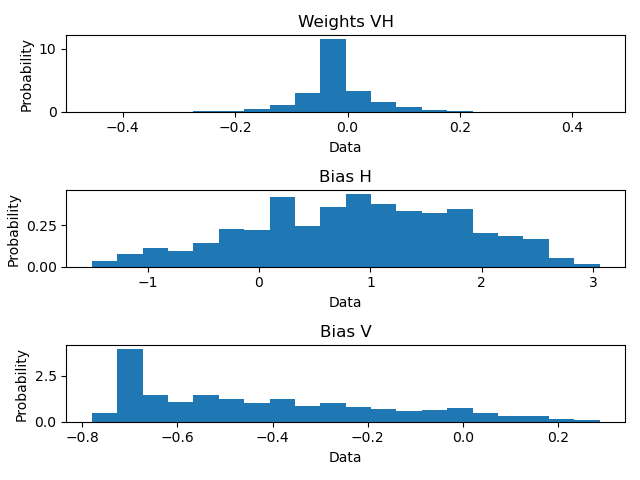 Weights VH
Probability
10
0
−0.4 −0.2 0.0 0.2 0.4
Data
Bias H
Probability
0.25
0.00
−1 0 1 2 3
Data
Bias V
Probability
2.5
0.0
−0.8 −0.6 −0.4 −0.2 0.0 0.2
Data